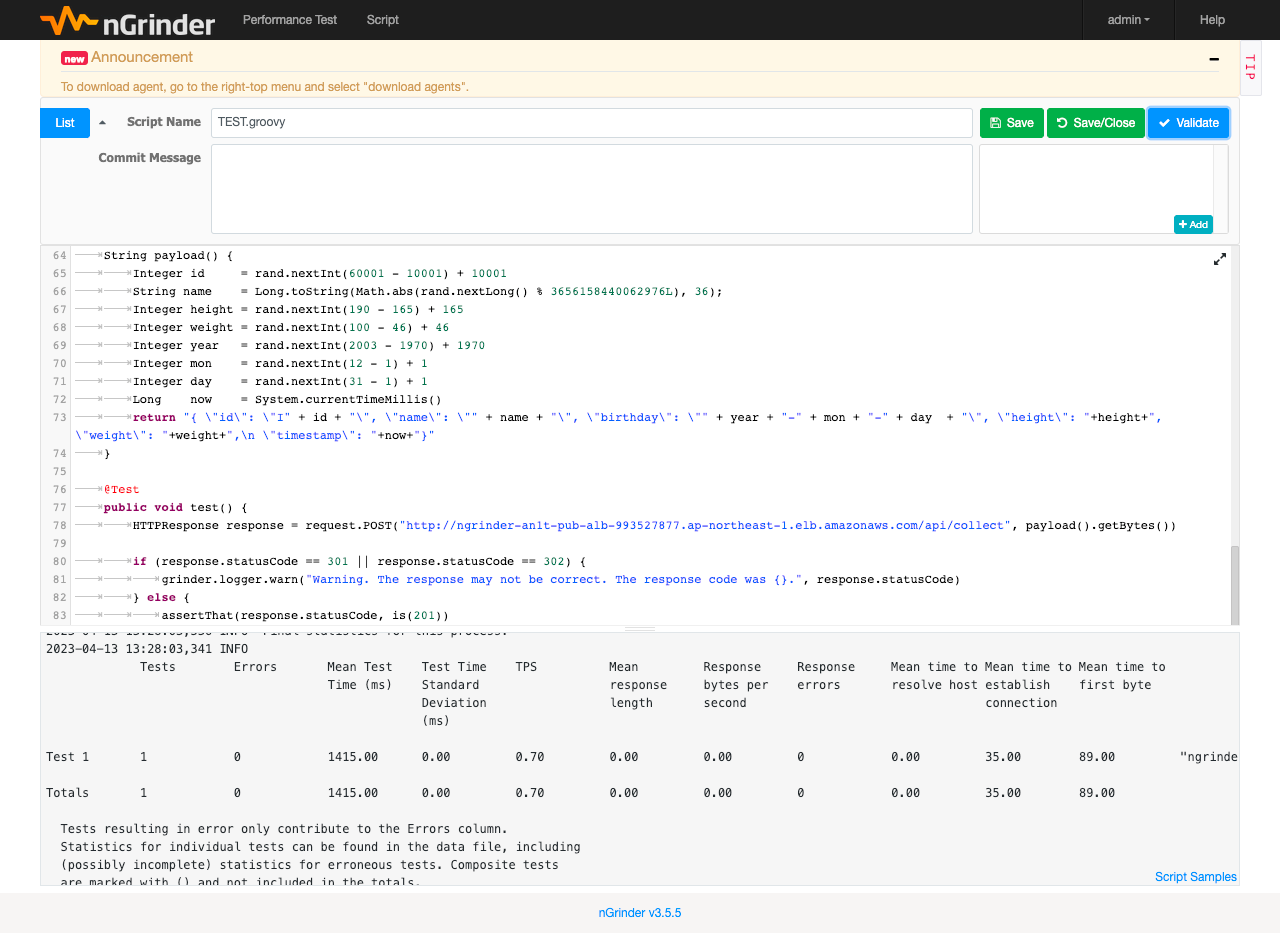 nGrinder Performance Test Script admin Help
new Announcement
To download agent, go to the right-top menu and select "download agents".
TIP
List Script Name TEST.groovy Save Save/Close Validate
Commit Message
Add
64 String payload() {
65 Integer id     = rand.nextInt(60001 - 10001) + 10001
66 String name    = Long.toString(Math.abs(rand.nextLong() % 3656158440062976L), 36);
67 Integer height = rand.nextInt(190 - 165) + 165
68 Integer weight = rand.nextInt(100 - 46) + 46
69 Integer year   = rand.nextInt(2003 - 1970) + 1970
70 Integer mon    = rand.nextInt(12 - 1) + 1
71 Integer day    = rand.nextInt(31 - 1) + 1
72 Long    now    = System.currentTimeMillis()
73 return "{ \"id\": \"I" + id + "\", \"name\": \"" + name + "\", \"birthday\": \"" + year + "-" + mon + "-" + day  + "\", \"height\": "+height+",
\"weight\": "+weight+",\n \"timestamp\": "+now+"}"
74 }
75
76 @Test
77 public void test() {
78 HTTPResponse response = request.POST("http://ngrinder-an1t-pub-alb-993527877.ap-northeast-1.elb.amazonaws.com/api/collect", payload().getBytes())
79
80 if (response.statusCode == 301 || response.statusCode == 302) {
81 grinder.logger.warn("Warning. The response may not be correct. The response code was {}.", response.statusCode)
82 } else {
83 assertThat(response.statusCode, is(201))
2023-04-13 13:28:03,341 INFO
Tests Errors Mean Test Test Time TPS Mean Response Response Mean time to Mean time to Mean time to
Time (ms) Standard response bytes per errors resolve host establish first byte
Deviation length second connection
(ms)
Test 1 1 0 1415.00 0.00 0.70 0.00 0.00 0 0.00 35.00 89.00 "ngrinde
Totals 1 0 1415.00 0.00 0.70 0.00 0.00 0 0.00 35.00 89.00
Tests resulting in error only contribute to the Errors column.
Statistics for individual tests can be found in the data file, including
(possibly incomplete) statistics for erroneous tests. Composite tests
are marked with () and not included in the totals.
Script Samples
nGrinder v3.5.5